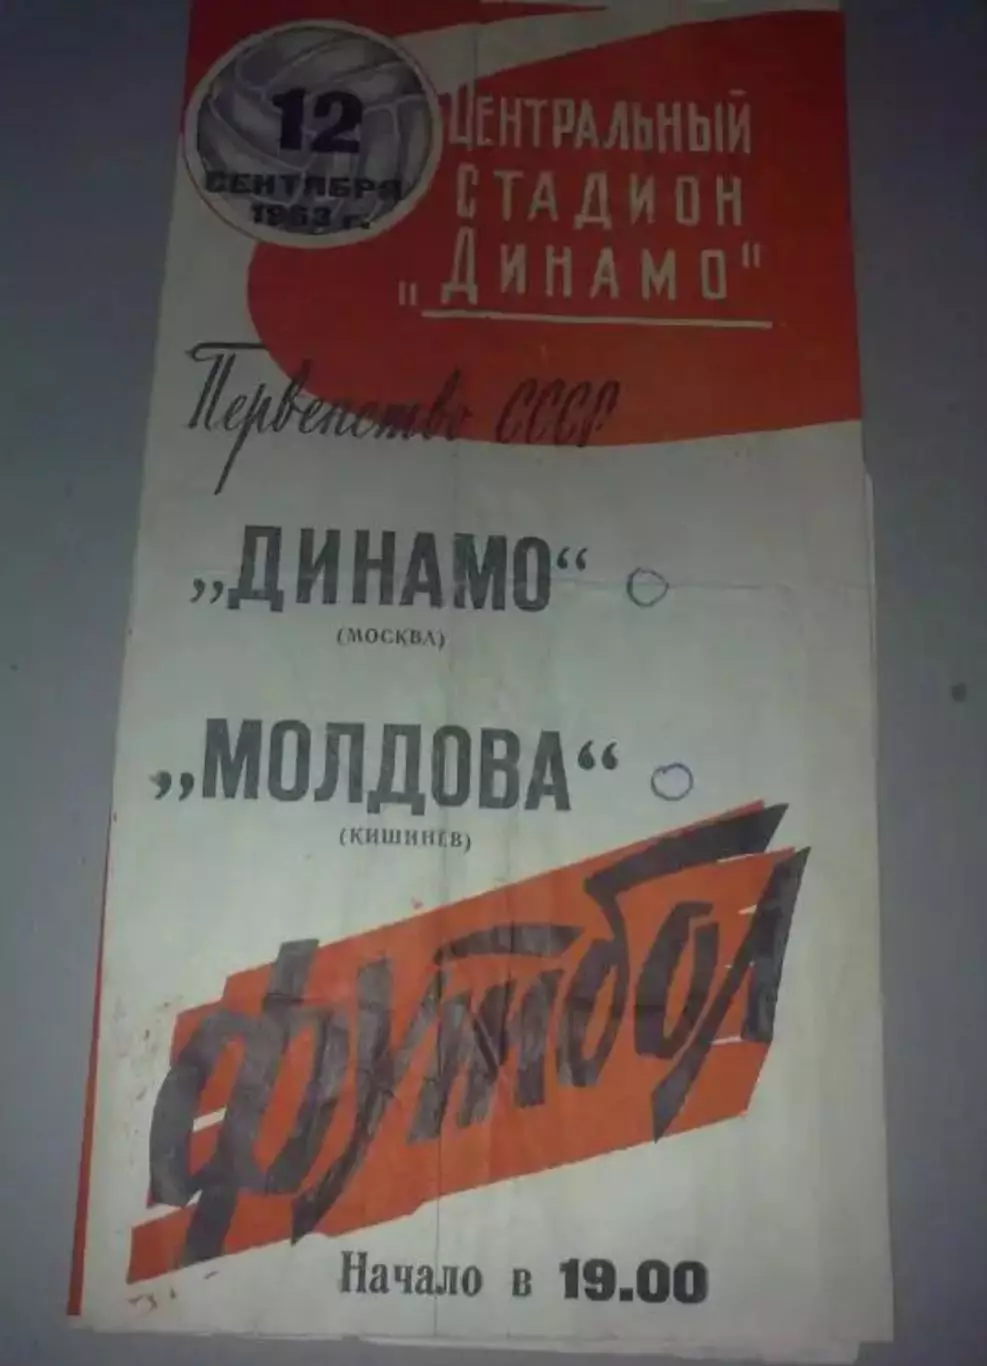 12
СЕНТЯБРЯ
1963 г.
ЦЕНТРАЛЬНЫЙ
СТАДИОН
„ДИНАМО"
Первенство СССР
„ДИНАМО“
(МОСКВА)
О
„МОЛДОВА“
(КИШИНЕВ)
О
футбол
Начало в 19.00